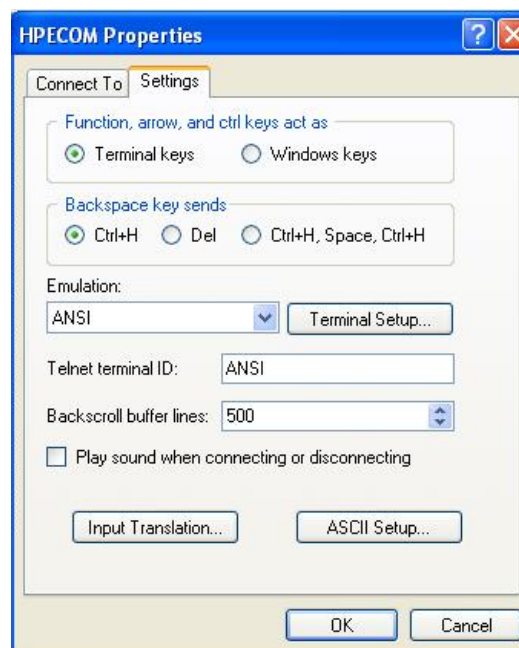 HPECOM Properties
Connect To Settings
Function, arrow, and ctrl keys act as
Terminal keys Windows keys
Backspace key sends
Ctrl+H Del Ctrl+H, Space, Ctrl+H
Emulation:
ANSI Terminal Setup...
Telnet terminal ID: ANSI
Backscroll buffer lines: 500
Play sound when connecting or disconnecting
Input Translation... ASCII Setup...
OK Cancel